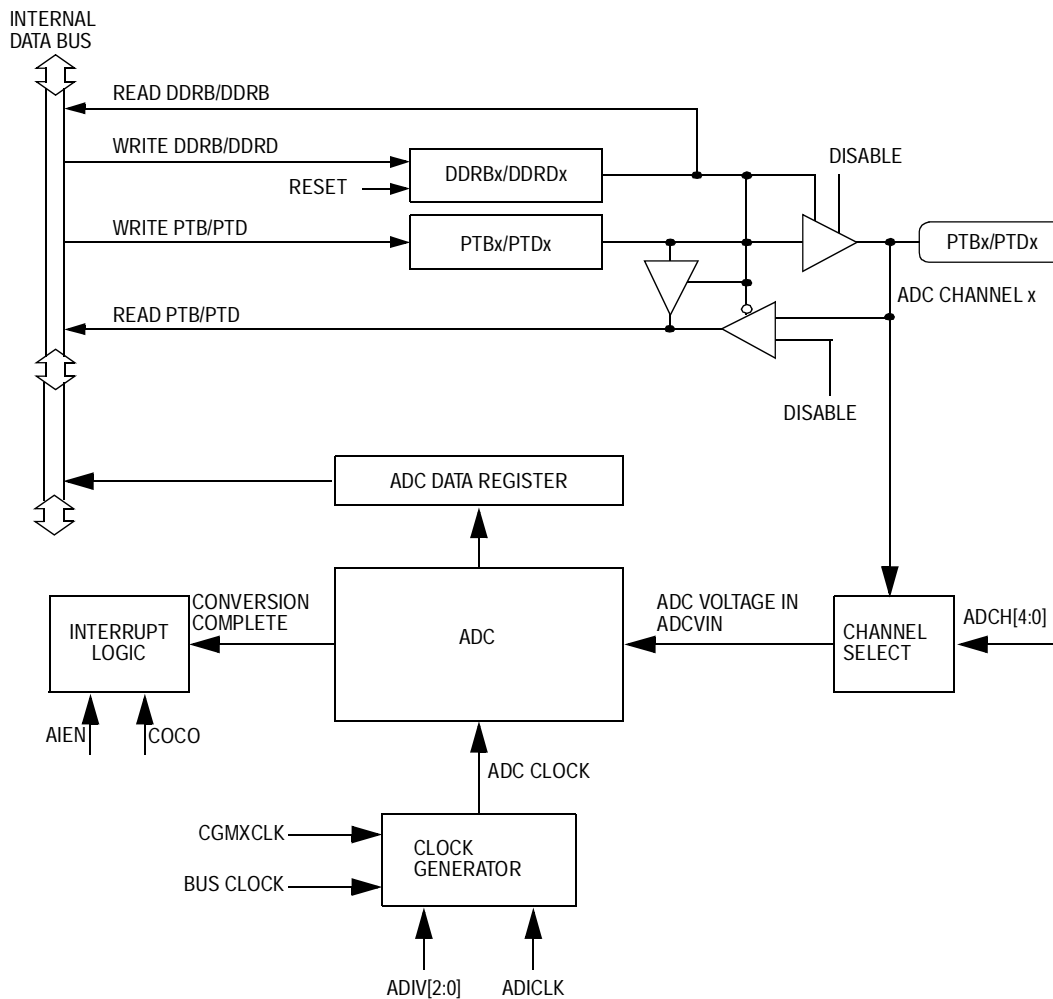 INTERNAL
DATA BUS
READ DDRB/DDRB
WRITE DDRB/DDRD
DISABLE
RESET
DDRBx/DDRDx
WRITE PTB/PTD
PTBx/PTDx
PTBx/PTDx
ADC CHANNEL x
READ PTB/PTD
DISABLE
ADC DATA REGISTER
INTERRUPT
LOGIC
CONVERSION
COMPLETE
ADC
ADC VOLTAGE IN
ADCVIN
CHANNEL
SELECT
ADCH[4:0]
AIEN
COCO
ADC CLOCK
CGMXCLK
BUS CLOCK
CLOCK
GENERATOR
ADIV[2:0]
ADICLK